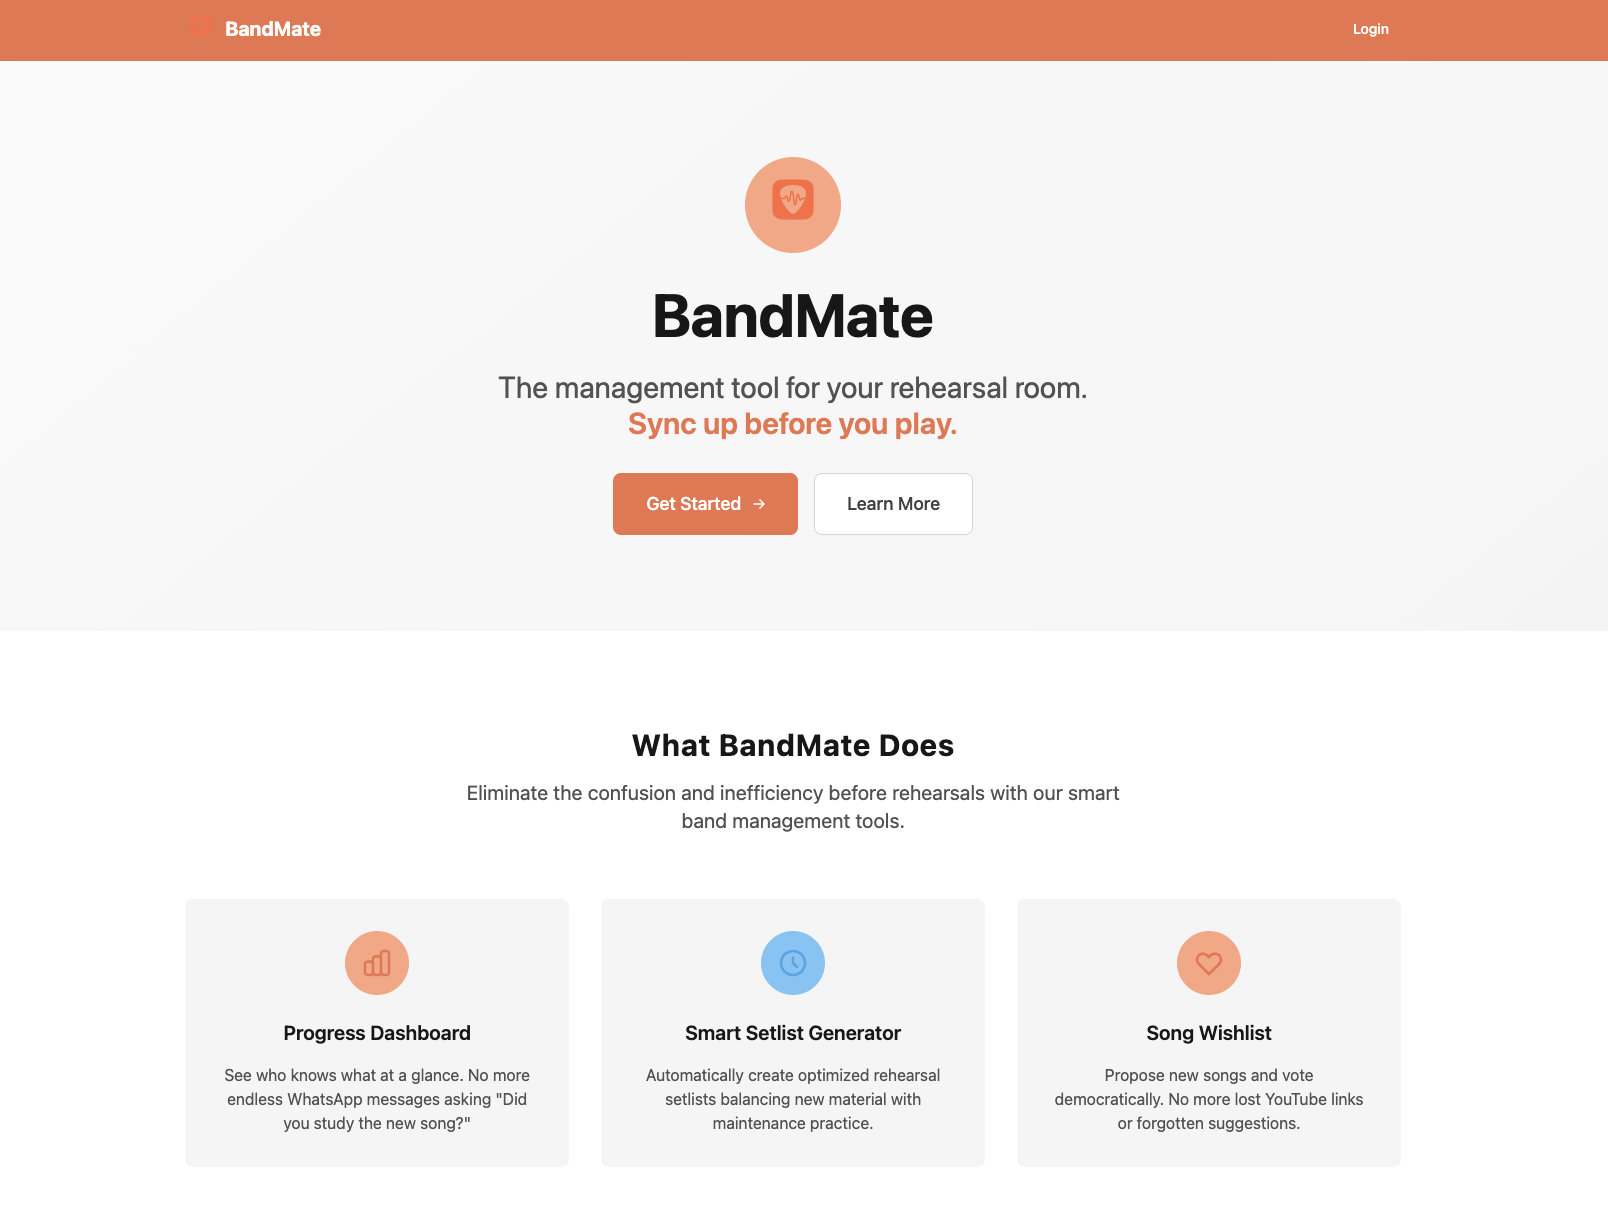 BandMate
Login
BandMate
The management tool for your rehearsal room.
Sync up before you play.
Get Started →
Learn More
What BandMate Does
Eliminate the confusion and inefficiency before rehearsals with our smart
band management tools.
Progress Dashboard
See who knows what at a glance. No more
endless WhatsApp messages asking "Did
you study the new song?"
Smart Setlist Generator
Automatically create optimized rehearsal
setlists balancing new material with
maintenance practice.
Song Wishlist
Propose new songs and vote
democratically. No more lost YouTube links
or forgotten suggestions.